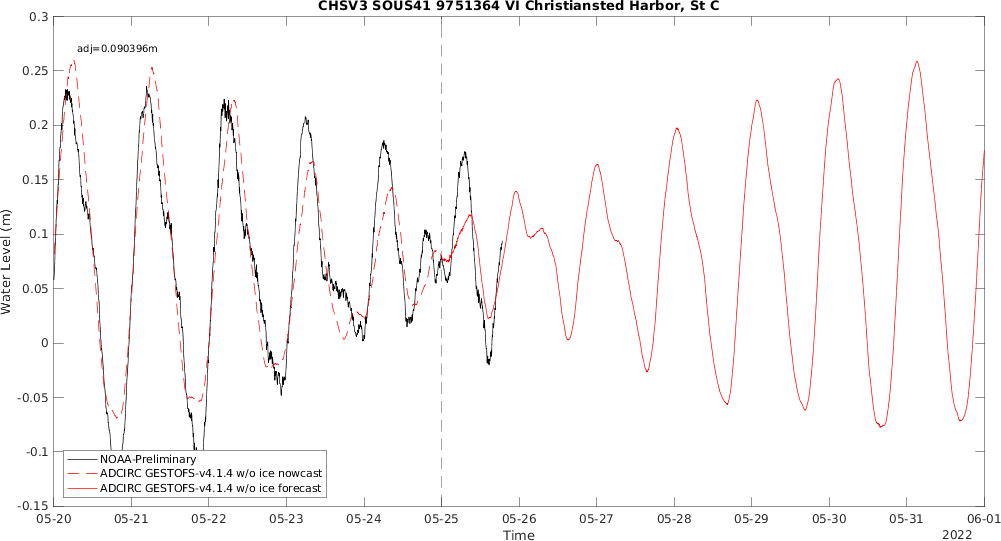 CHSV3 SOUS41 9751364 VI Christiansted Harbor, St C
adj=0.090396m
0.3
0.25
0.2
0.15
0.1
0.05
0
-0.05
-0.1
-0.15
Water Level (m)
NOAA-Preliminary
ADCIRC GESTOFS-v4.1.4 w/o ice nowcast
ADCIRC GESTOFS-v4.1.4 w/o ice forecast
05-20 05-21 05-22 05-23 05-24 05-25 05-26 05-27 05-28 05-29 05-30 05-31 06-01
Time
2022